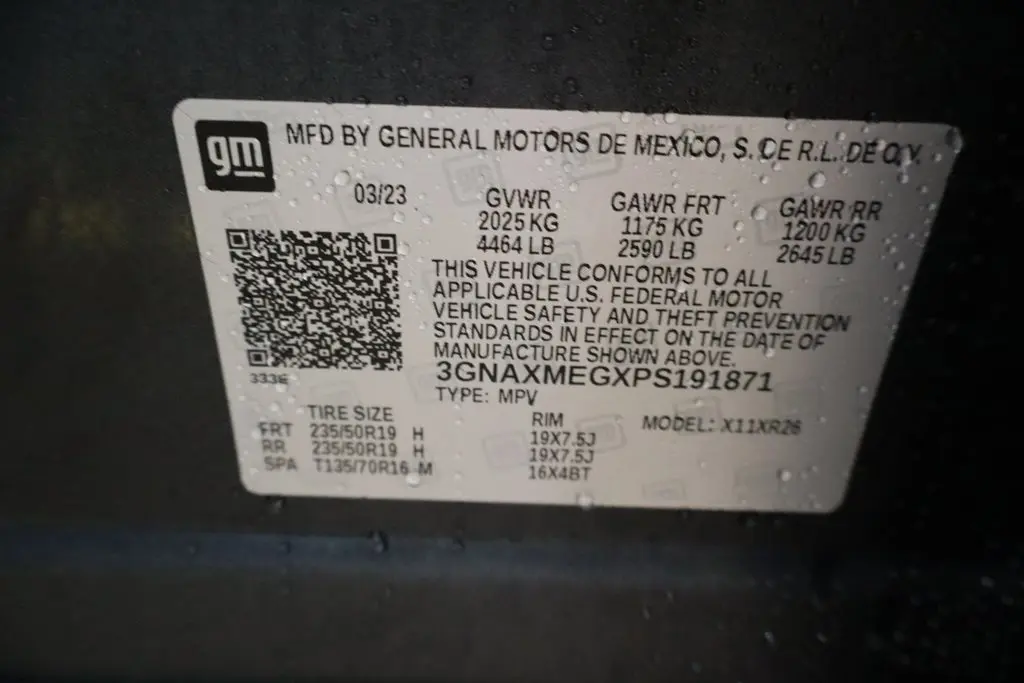 gm
MFD BY GENERAL MOTORS DE MEXICO, S. DE R.L. DE C.V.
03/23 GVWR GAWR FRT GAWR RR
2025 KG 1175 KG 1200 KG
4464 LB 2590 LB 2645 LB
THIS VEHICLE CONFORMS TO ALL
APPLICABLE U.S. FEDERAL MOTOR
VEHICLE SAFETY AND THEFT PREVENTION
STANDARDS IN EFFECT ON THE DATE OF
MANUFACTURE SHOWN ABOVE.
333E 3GNAXMEGXPS191871
TYPE: MPV
TIRE SIZE RIM MODEL: X11XR26
FRT 235/50R19 H 19X7.5J
RR 235/50R19 H 19X7.5J
SPA T135/70R16 M 16X4BT